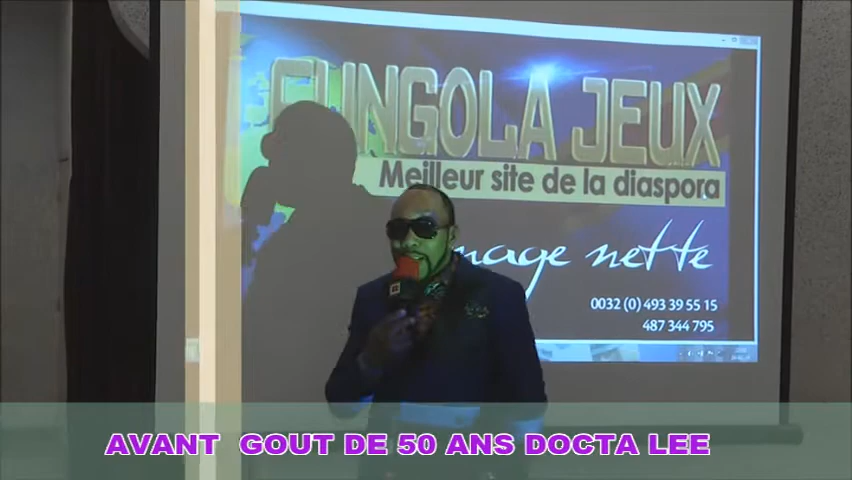 FUNGOLA JEUX
Meilleur site de la diaspora
mage nette
0032 (0) 493 39 55 15
487 344 795
AVANT GOUT DE 50 ANS DOCTA LEE